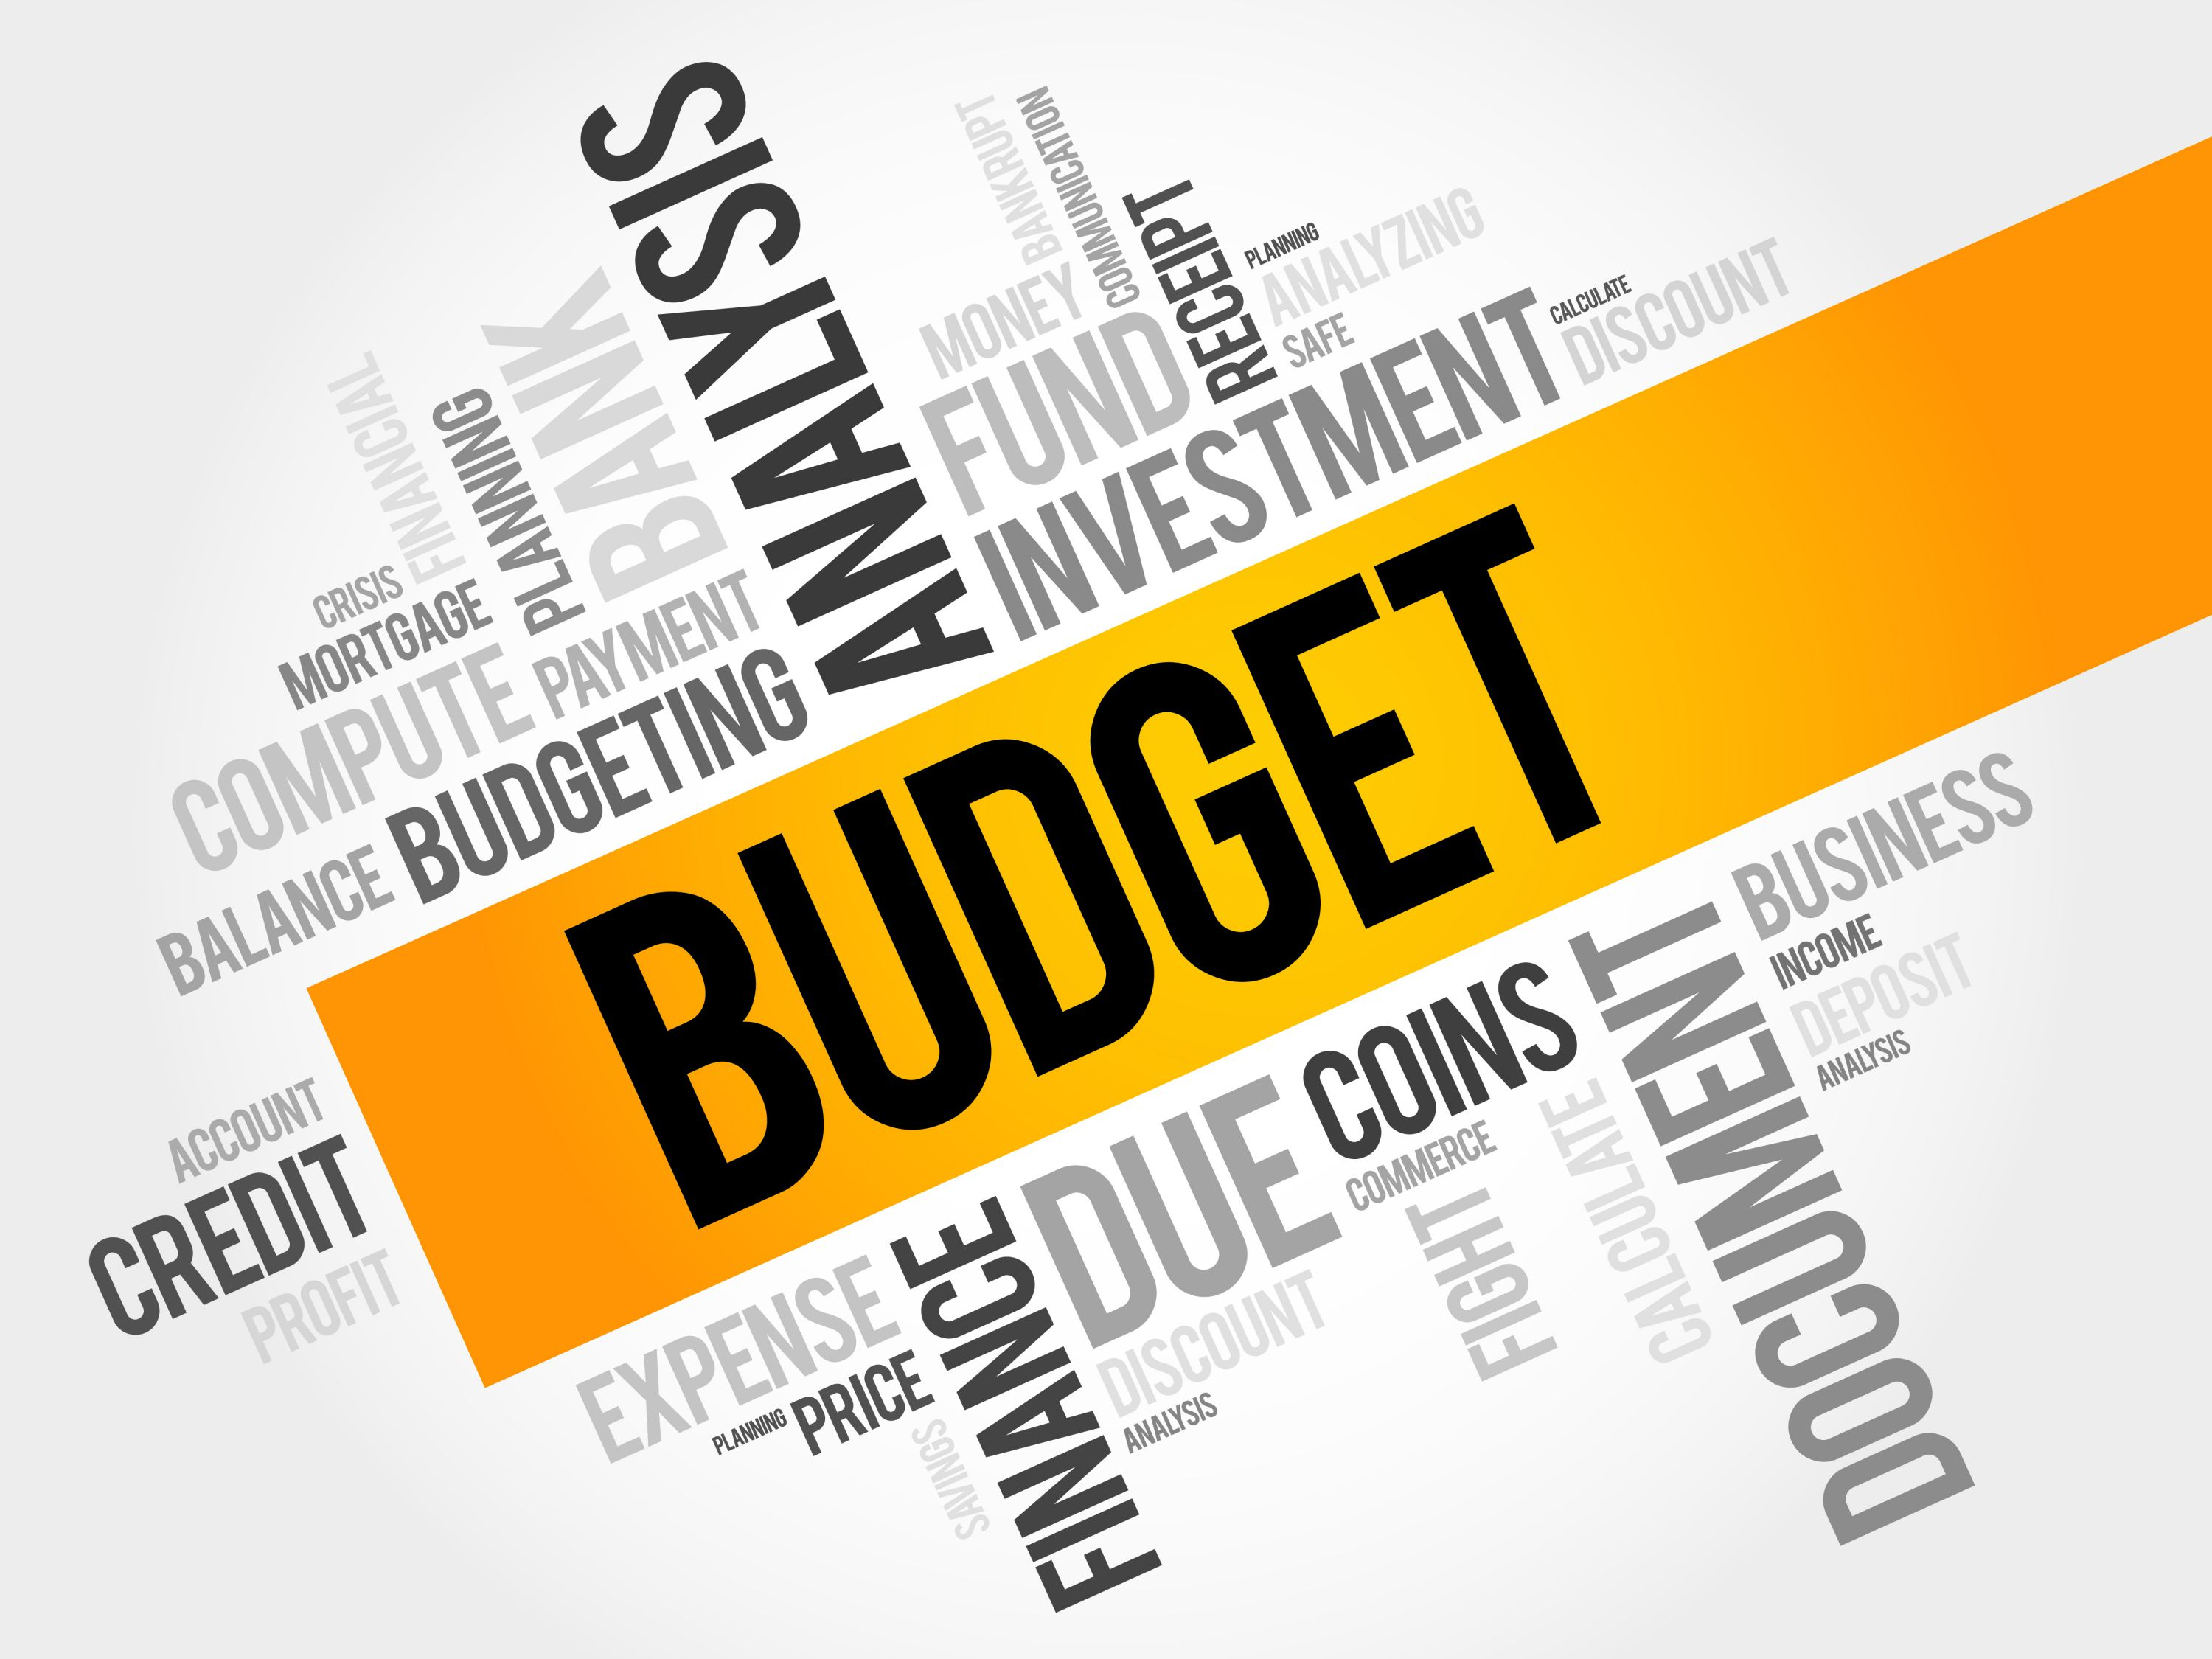 ANALYSIS
BANKRUPT
COMMUNICATION
RECEIPT
PLANNING
ANALYZING
MONEY
FUND
SAFE
CALCULATE
DISCOUNT
INVESTMENT
FINANCIAL
PLANNING
BANK
CRISIS
MORTGAGE
COMPUTE
PAYMENT
BALANCE
BUDGETING
BUDGET
ACCOUNT
CREDIT
PROFIT
BUSINESS
INCOME
DEPOSIT
ANALYSIS
DOCUMENT
COINS
DUE
COMMERCE
CALCULATE
FIGHT
EXPENSE
FINANCE
DISCOUNT
PLANNING
PRICE
ANALYSIS
SAVINGS